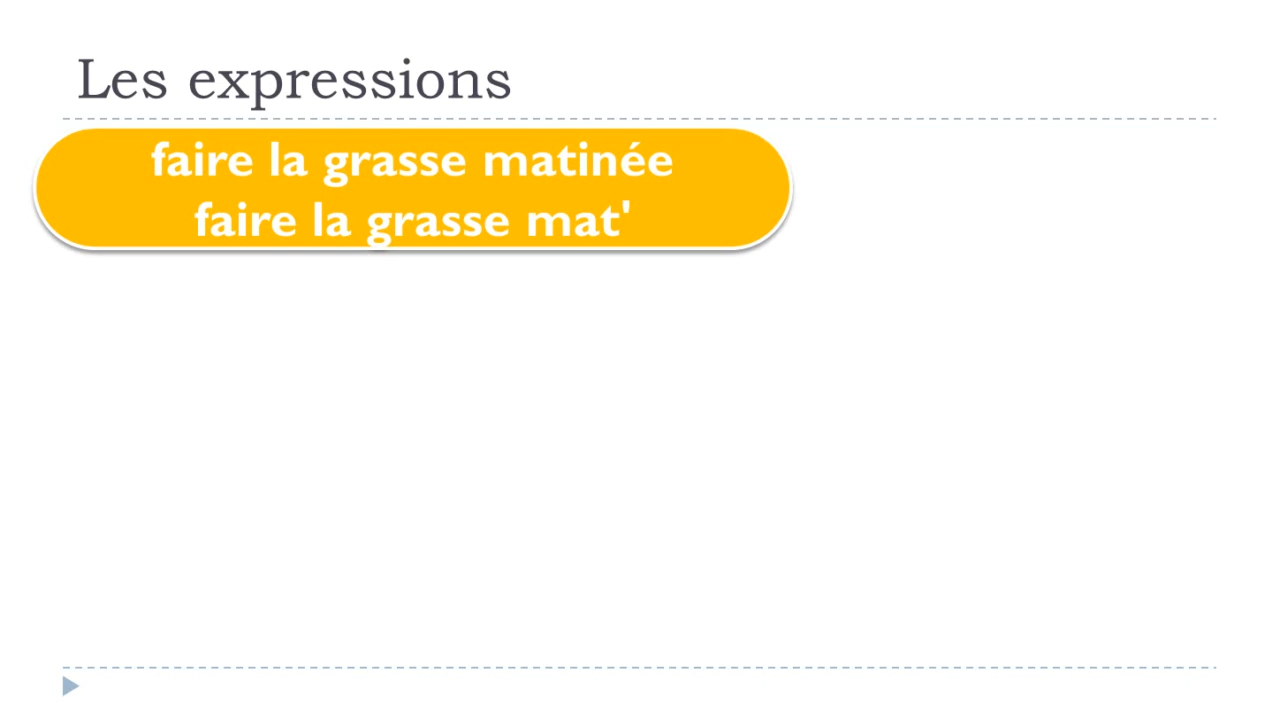 Les expressions
faire la grasse matinée
faire la grasse mat'